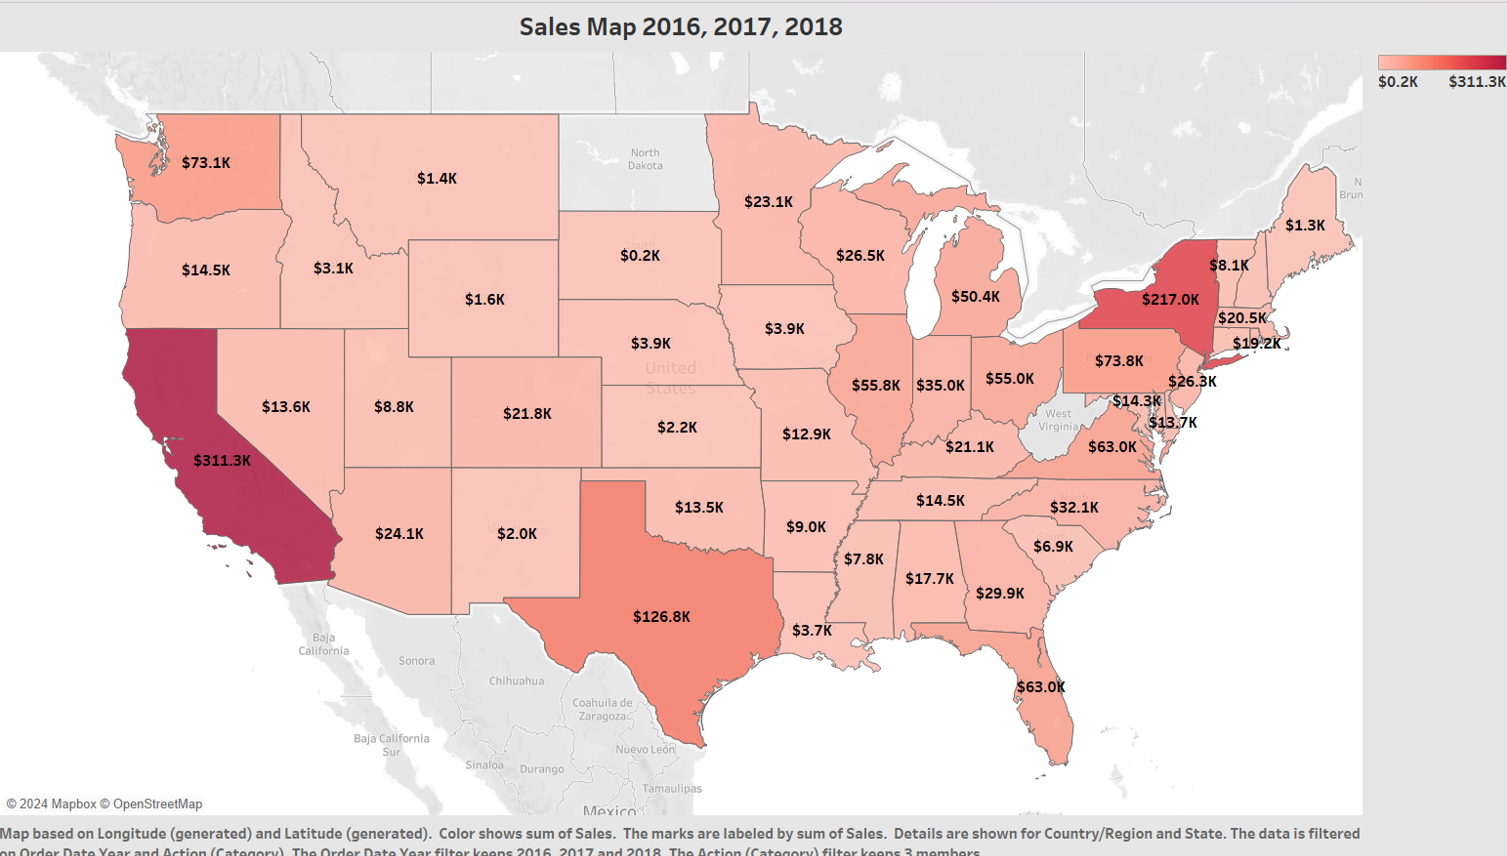 Sales Map 2016, 2017, 2018
$0.2K $311.3K
North
Dakota
$73.1K
$1.4K
$23.1K
N
Brun
$1.3K
$14.5K
$3.1K
$0.2K
$26.5K
$8.1K
$1.6K
$50.4K
$217.0K
$20.5K
$3.9K
$3.9K
$19.2K
United
States
$73.8K
$55.8K
$35.0K
$55.0K
$26.3K
$13.6K
$8.8K
$21.8K
$14.3K
West
Virginia
$13.7K
$2.2K
$12.9K
$21.1K
$63.0K
$311.3K
$14.5K
$32.1K
$13.5K
$24.1K
$2.0K
$9.0K
$6.9K
$7.8K
$17.7K
$29.9K
$126.8K
$3.7K
Baja
California
Sonora
Chihuahua
$63.0K
Coahuila de
Zaragoza
Baja California
Sur
Nuevo León
Sinaloa
Durango
Tamaulipas
© 2024 Mapbox © OpenStreetMap
Mexico
Map based on Longitude (generated) and Latitude (generated). Color shows sum of Sales. The marks are labeled by sum of Sales. Details are shown for Country/Region and State. The data is filtered
on Order Date Year and Action (Category). The Order Date Year filter keeps 2016, 2017 and 2018. The Action (Category) filter keeps 3 members.